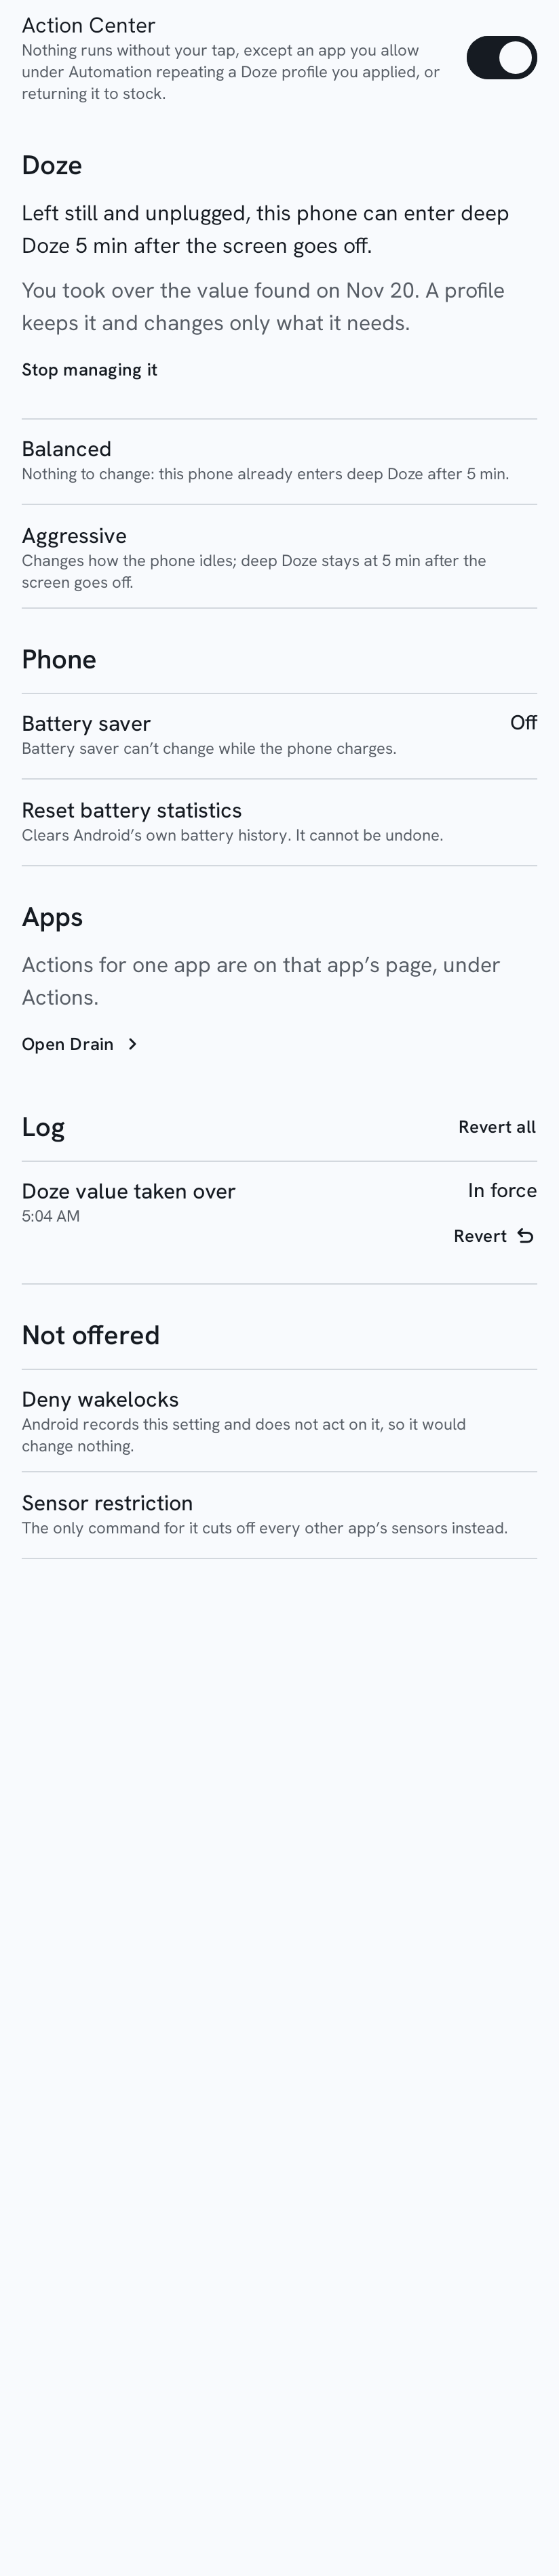 Action Center
Nothing runs without your tap, except an app you allow
under Automation repeating a Doze profile you applied, or
returning it to stock.
Doze
Left still and unplugged, this phone can enter deep
Doze 5 min after the screen goes off.
You took over the value found on Nov 20. A profile
keeps it and changes only what it needs.
Stop managing it
Balanced
Nothing to change: this phone already enters deep Doze after 5 min.
Aggressive
Changes how the phone idles; deep Doze stays at 5 min after the
screen goes off.
Phone
Battery saver
Off
Battery saver can’t change while the phone charges.
Reset battery statistics
Clears Android’s own battery history. It cannot be undone.
Apps
Actions for one app are on that app’s page, under
Actions.
Open Drain
Log
Revert all
Doze value taken over
In force
5:04 AM
Revert
Not offered
Deny wakelocks
Android records this setting and does not act on it, so it would
change nothing.
Sensor restriction
The only command for it cuts off every other app’s sensors instead.